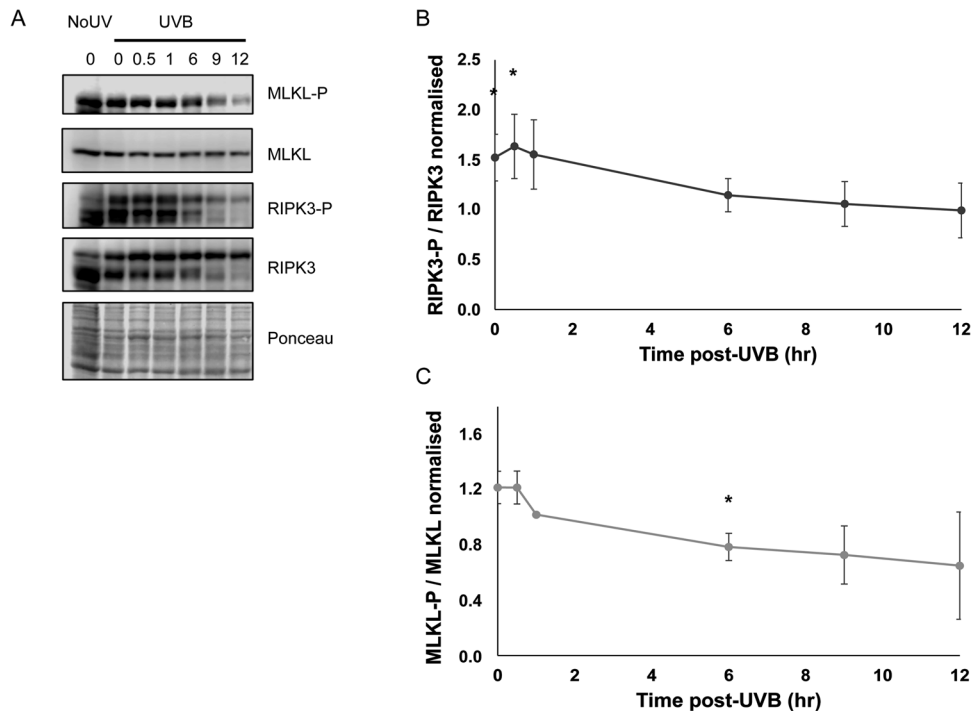 A
NoUV UVB
0 0 0.5 1 6 9 12
MLKL-P
MLKL
RIPK3-P
RIPK3
Ponceau
B
RIPK3-P / RIPK3 normalised
2.5
2.0
1.5
1.0
0.5
0.0
* *
0 2 4 6 8 10 12
Time post-UVB (hr)
C
MLKL-P / MLKL normalised
1.6
1.2
0.8
0.4
0.0
*
0 2 4 6 8 10 12
Time post-UVB (hr)